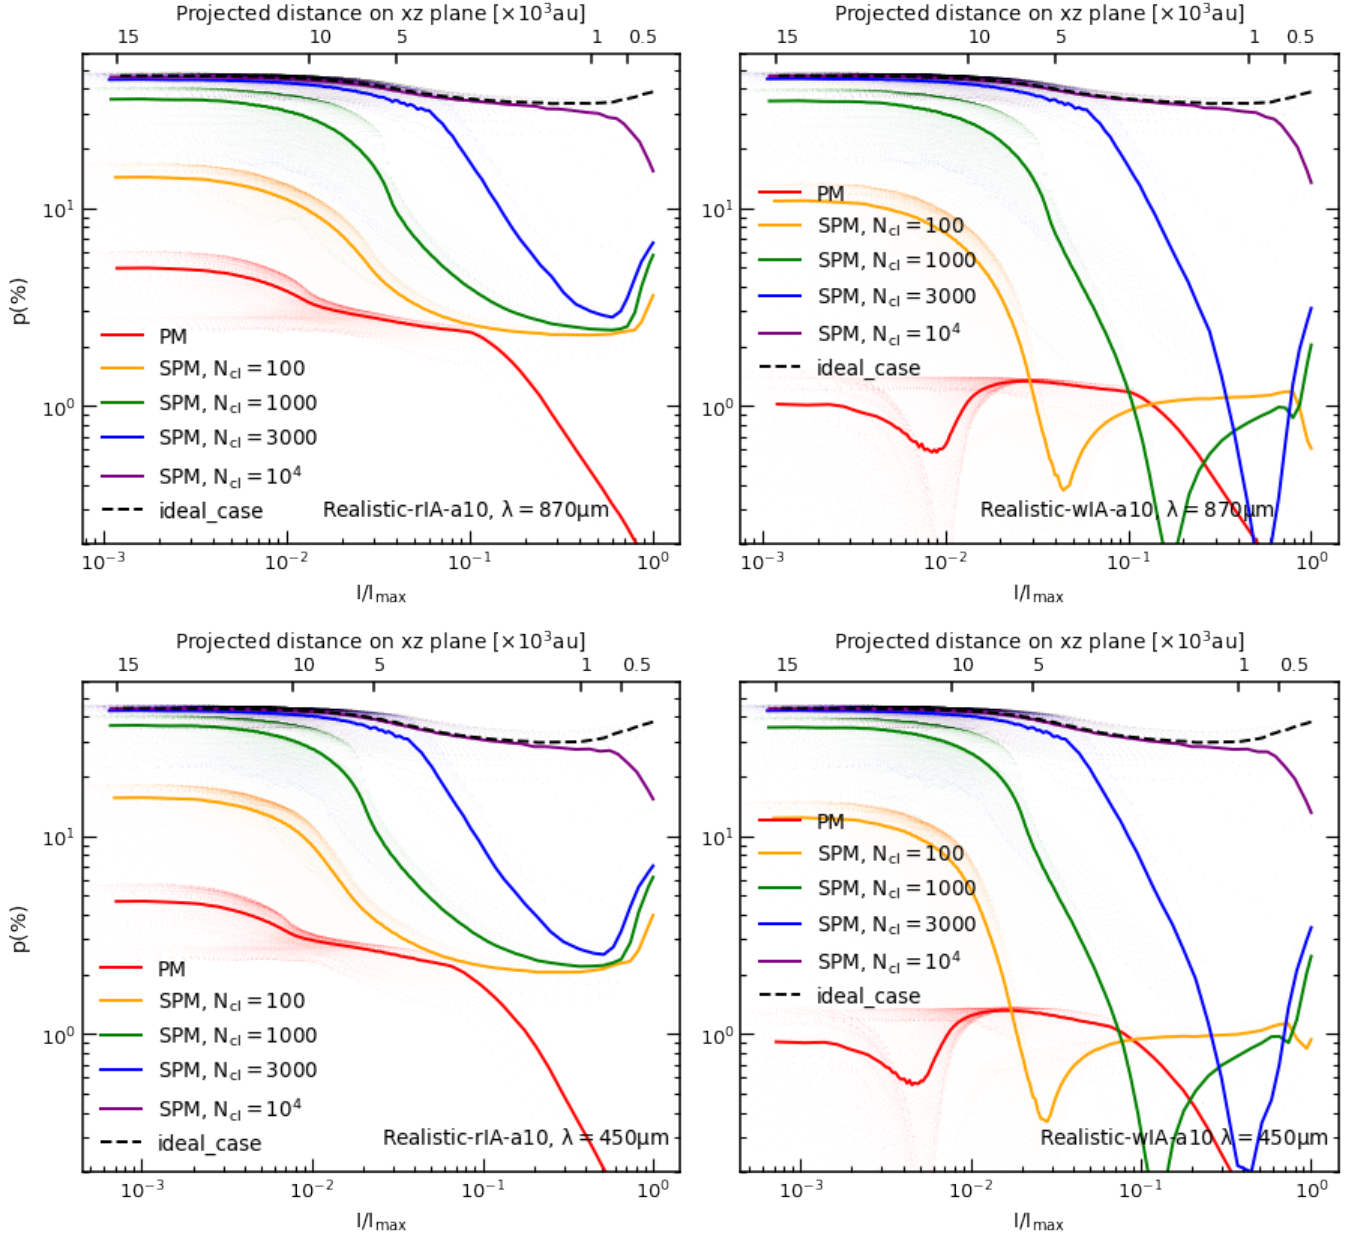 Projected distance on xz plane [×10³au]
15 10 5 1 0.5
p(%)
10¹
10⁰
PM
SPM, N_cl = 100
SPM, N_cl = 1000
SPM, N_cl = 3000
SPM, N_cl = 10⁴
ideal_case
Realistic-rIA-a10, λ = 870μm
10⁻³ 10⁻² 10⁻¹ 10⁰
I/I_max
Projected distance on xz plane [×10³au]
15 10 5 1 0.5
10¹
10⁰
PM
SPM, N_cl = 100
SPM, N_cl = 1000
SPM, N_cl = 3000
SPM, N_cl = 10⁴
ideal_case
Realistic-wIA-a10, λ = 870μm
10⁻³ 10⁻² 10⁻¹ 10⁰
I/I_max
Projected distance on xz plane [×10³au]
15 10 5 1 0.5
p(%)
10¹
10⁰
PM
SPM, N_cl = 100
SPM, N_cl = 1000
SPM, N_cl = 3000
SPM, N_cl = 10⁴
ideal_case
Realistic-rIA-a10, λ = 450μm
10⁻³ 10⁻² 10⁻¹ 10⁰
I/I_max
Projected distance on xz plane [×10³au]
15 10 5 1 0.5
10¹
10⁰
PM
SPM, N_cl = 100
SPM, N_cl = 1000
SPM, N_cl = 3000
SPM, N_cl = 10⁴
ideal_case
Realistic-wIA-a10 λ = 450μm
10⁻³ 10⁻² 10⁻¹ 10⁰
I/I_max